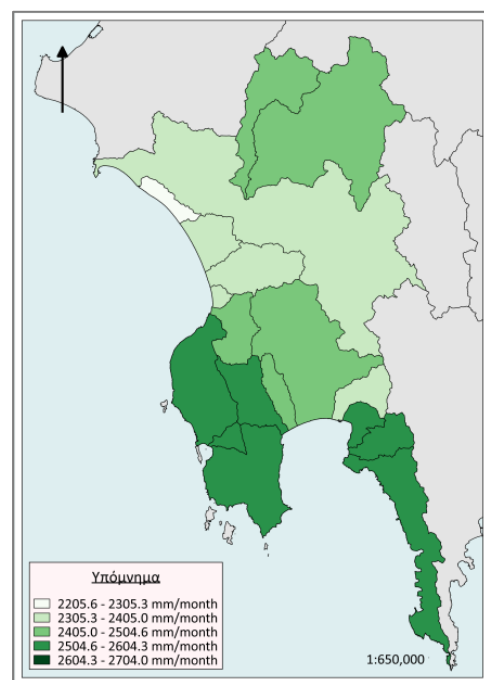 Υπόμνημα
2205.6 - 2305.3 mm/month
2305.3 - 2405.0 mm/month
2405.0 - 2504.6 mm/month
2504.6 - 2604.3 mm/month
2604.3 - 2704.0 mm/month
1:650,000